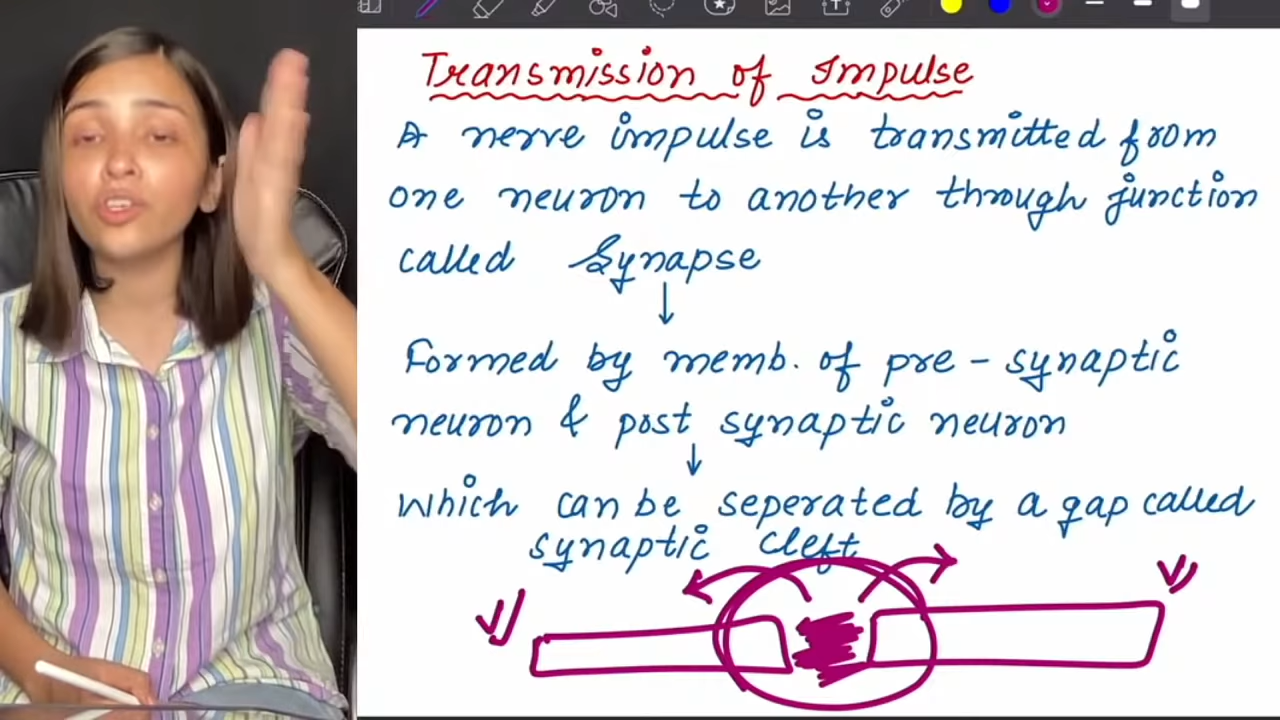 Transmission of Impulse
A nerve impulse is transmitted from
one neuron to another through junction
called Synapse
↓
Formed by memb. of pre - synaptic
neuron & post synaptic neuron
↓
Which can be seperated by a gap called
synaptic cleft